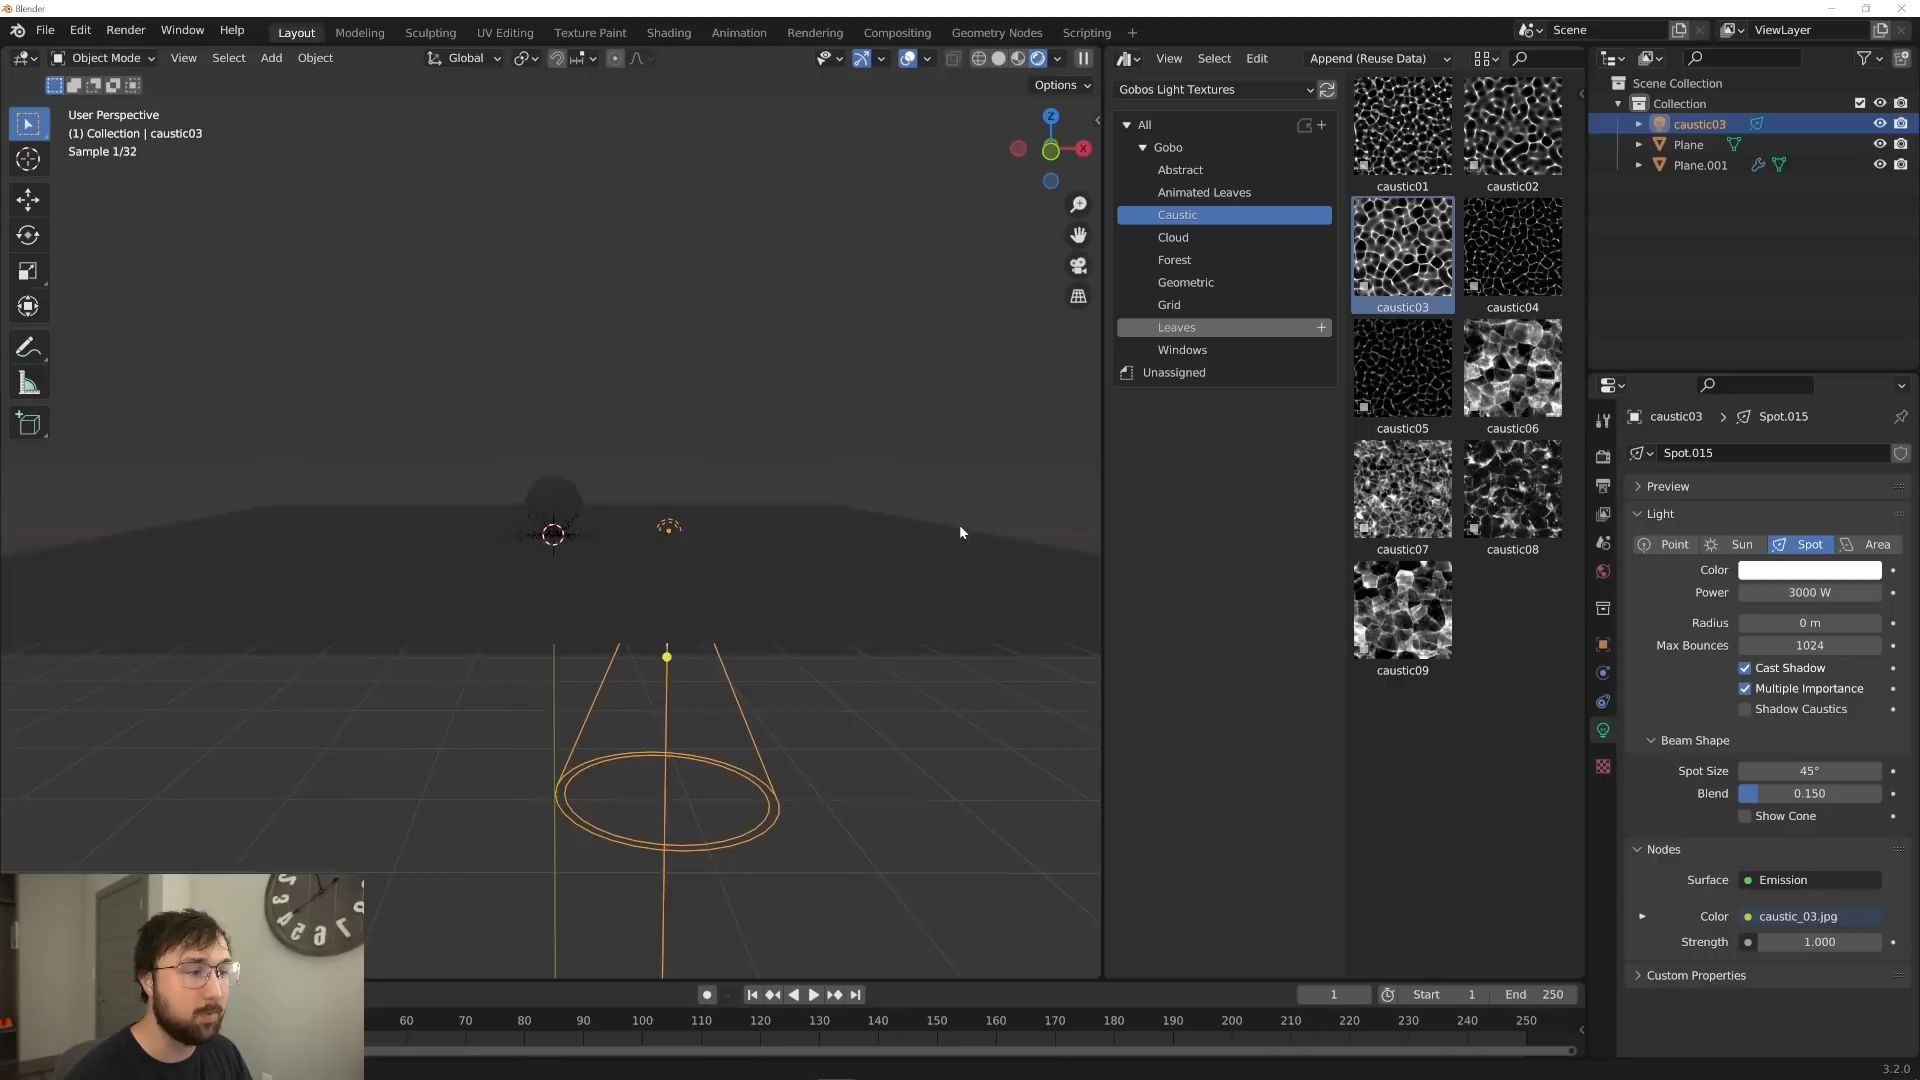 Blender
File Edit Render Window Help
Layout Modeling Sculpting UV Editing Texture Paint Shading Animation Rendering Compositing Geometry Nodes Scripting +
Scene
ViewLayer
Object Mode View Select Add Object
Global
Options
User Perspective
(1) Collection | caustic03
Sample 1/32
Z
X
View Select Edit
Append (Reuse Data)
Gobos Light Textures
All
Gobo
Abstract
Animated Leaves
Caustic
Cloud
Forest
Geometric
Grid
Leaves
Windows
Unassigned
caustic01
caustic02
caustic03
caustic04
caustic05
caustic06
caustic07
caustic08
caustic09
Scene Collection
Collection
caustic03
Plane
Plane.001
caustic03 > Spot.015
Spot.015
Preview
Light
Point Sun Spot Area
Color
Power 3000 W
Radius 0 m
Max Bounces 1024
Cast Shadow
Multiple Importance
Shadow Caustics
Beam Shape
Spot Size 45°
Blend 0.150
Show Cone
Nodes
Surface Emission
Color caustic_03.jpg
Strength 1.000
Custom Properties
1 Start 1 End 250
60 70 80 90 100 110 120 130 140 150 160 170 180 190 200 210 220 230 240 250
3.2.0